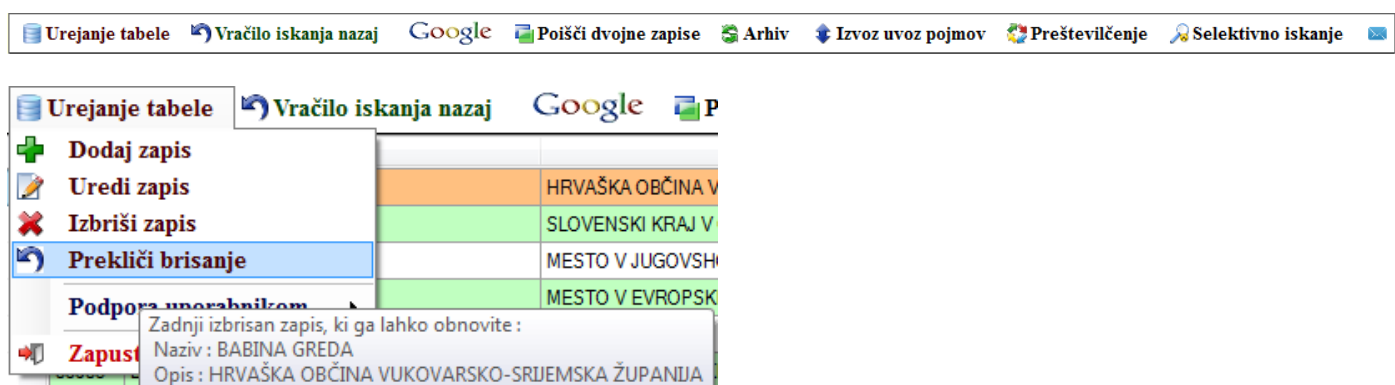 Urejanje tabele Vračilo iskanja nazaj Google Poišči dvojne zapise Arhiv Izvoz uvoz pojmov Preštevilčenje Selektivno iskanje
Urejanje tabele Vračilo iskanja nazaj Google P
Dodaj zapis
Uredi zapis HRVAŠKA OBČINA V
Izbriši zapis SLOVENSKI KRAJ V
Prekliči brisanje MESTO V JUGOVSH
Podpora uporabnikom MESTO V EVROPSK
Zadnji izbrisan zapis, ki ga lahko obnovite :
Zapust Naziv : BABINA GREDA
Opis : HRVAŠKA OBČINA VUKOVARSKO-SRIJEMSKA ŽUPANIJA